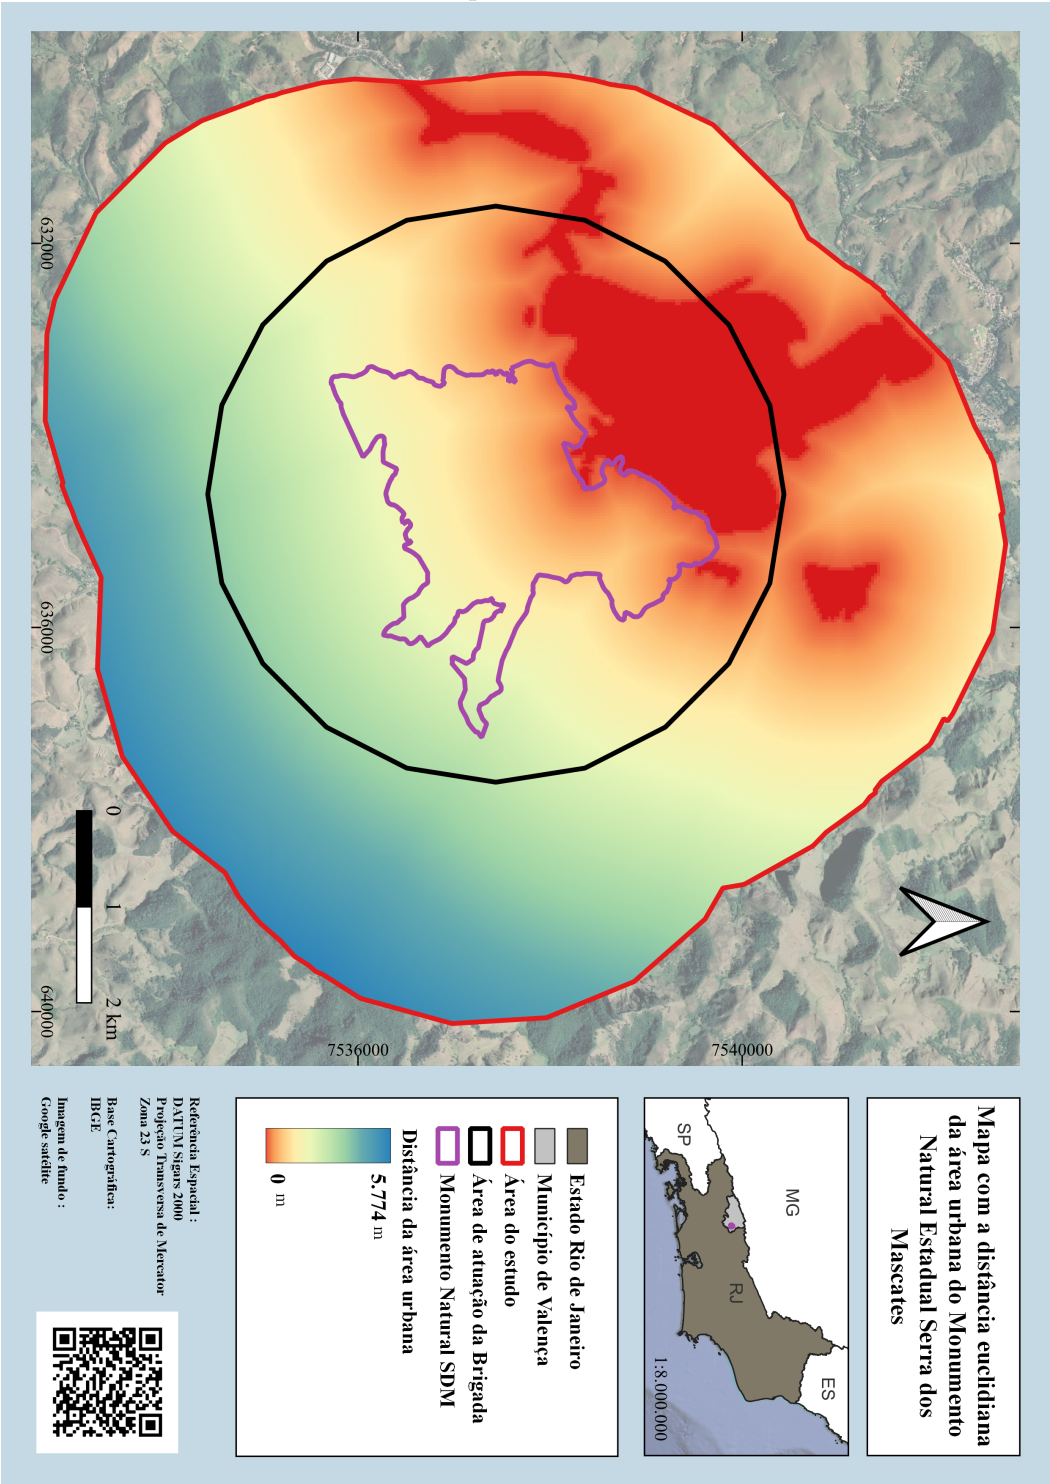 Mapa com a distância euclidiana
da área urbana do Monumento
Natural Estadual Serra dos
Mascates
MG
SP
RJ
ES
1:8.000.000
Estado Rio de Janeiro
Município de Valença
Área do estudo
Área de atuação da Brigada
Monumento Natural SDM
Distância da área urbana
5.774 m
0 m
Referência Espacial :
DATUM Sigars 2000
Projeção Transversa de Mercator
Zona 23 S
Base Cartográfica:
IBGE
Imagem de fundo :
Google satélite
632000
636000
640000
7536000
7540000
0 1 2 km